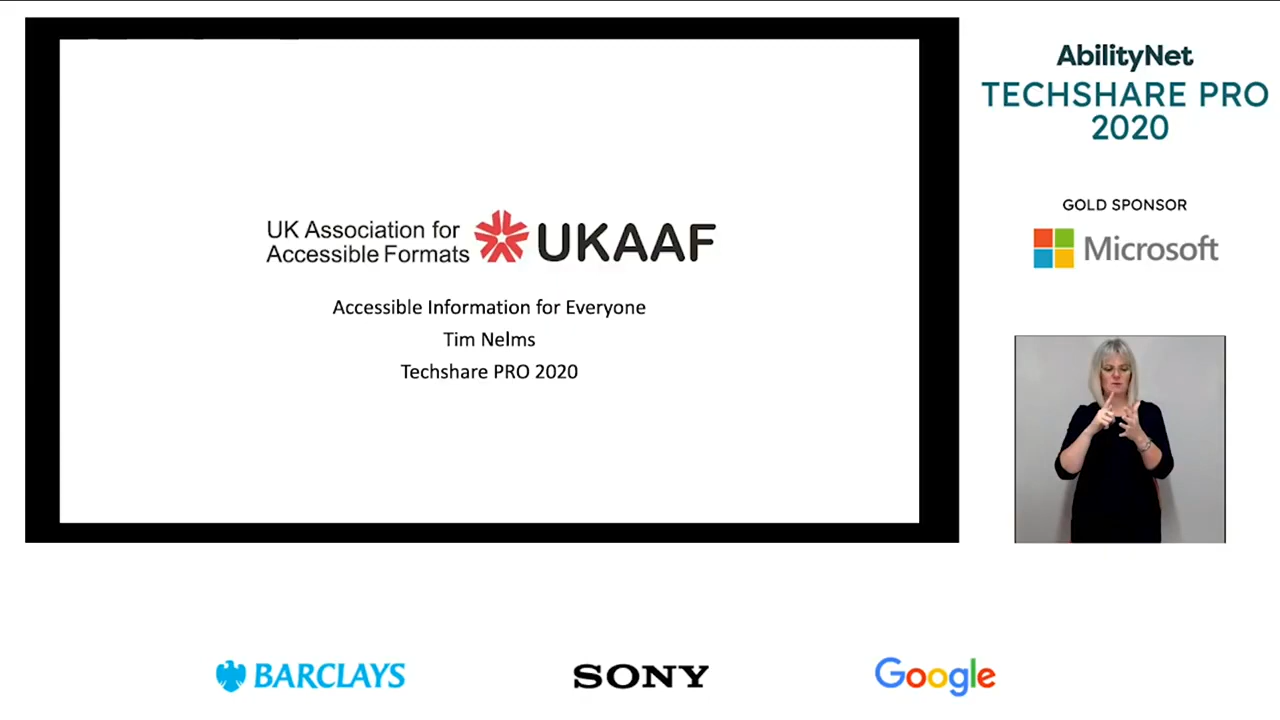 AbilityNet
TECHSHARE PRO
2020
GOLD SPONSOR
Microsoft
UK Association for
Accessible Formats
UKAAF
Accessible Information for Everyone
Tim Nelms
Techshare PRO 2020
BARCLAYS
SONY
Google